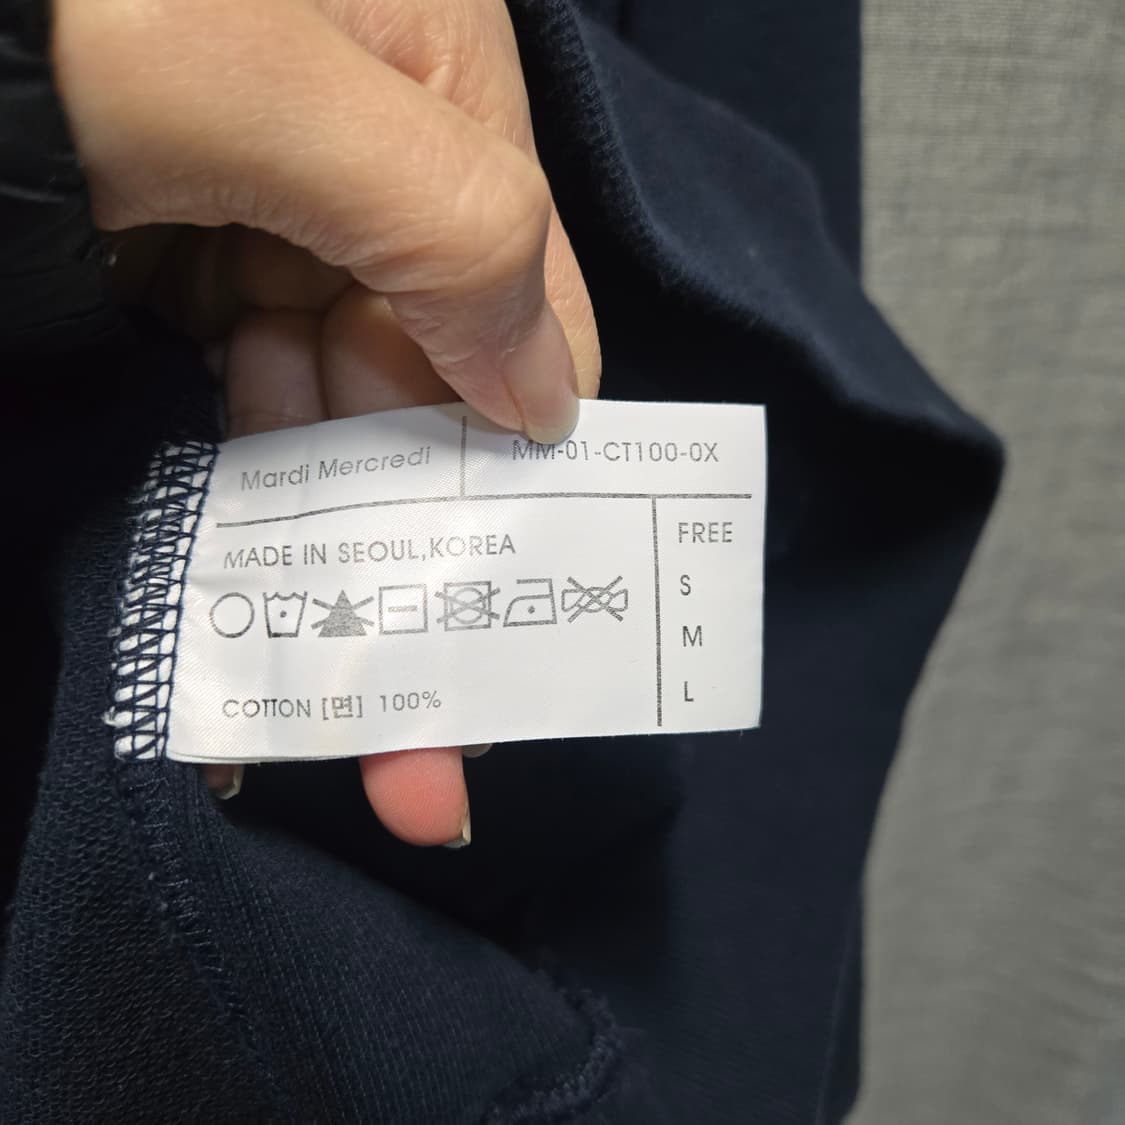 Mardi Mercredi
MM-01-CT100-0X
MADE IN SEOUL,KOREA
COTTON [면] 100%
FREE
S
M
L